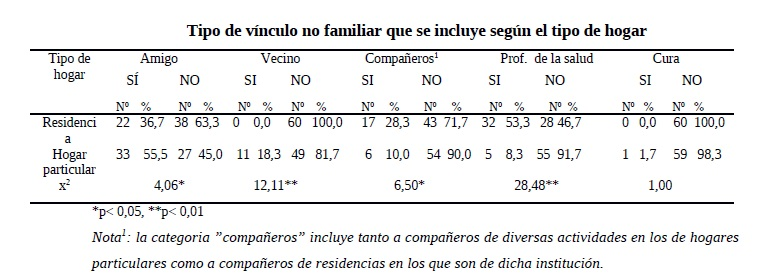 Tipo de vínculo no familiar que se incluye según el tipo de hogar
Tipo de hogar Amigo Vecino Compañeros1 Prof. de la salud Cura
SÍ NO SI NO SI NO SI NO SI NO
Nº % Nº % Nº % Nº % Nº % Nº % Nº % Nº % Nº % Nº %
Residenci a 22 36,7 38 63,3 0 0,0 60 100,0 17 28,3 43 71,7 32 53,3 28 46,7 0 0,0 60 100,0
Hogar particular 33 55,5 27 45,0 11 18,3 49 81,7 6 10,0 54 90,0 5 8,3 55 91,7 1 1,7 59 98,3
x2 4,06* 12,11** 6,50* 28,48** 1,00
*p< 0,05, **p< 0,01
Nota1: la categoria ”compañeros” incluye tanto a compañeros de diversas actividades en los de hogares
particulares como a compañeros de residencias en los que son de dicha institución.